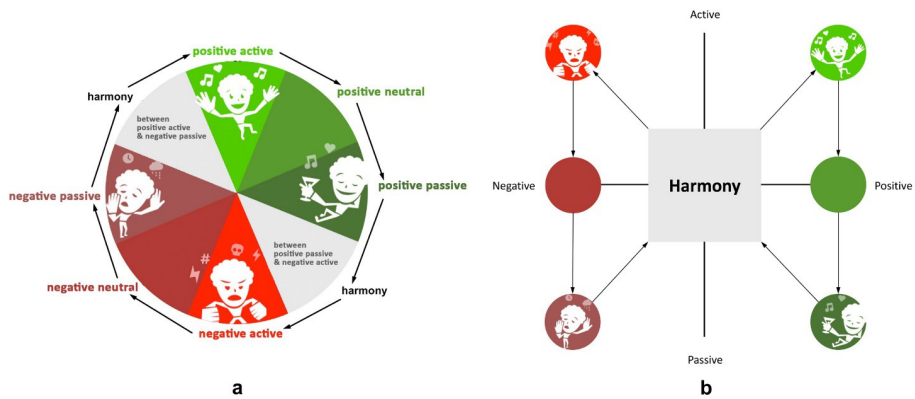 positive active
positive neutral
harmony
between
positive active
& negative passive
negative passive
positive passive
between
positive passive
& negative active
#
negative neutral
harmony
negative active
a
Active
Negative
Harmony
Positive
Passive
b